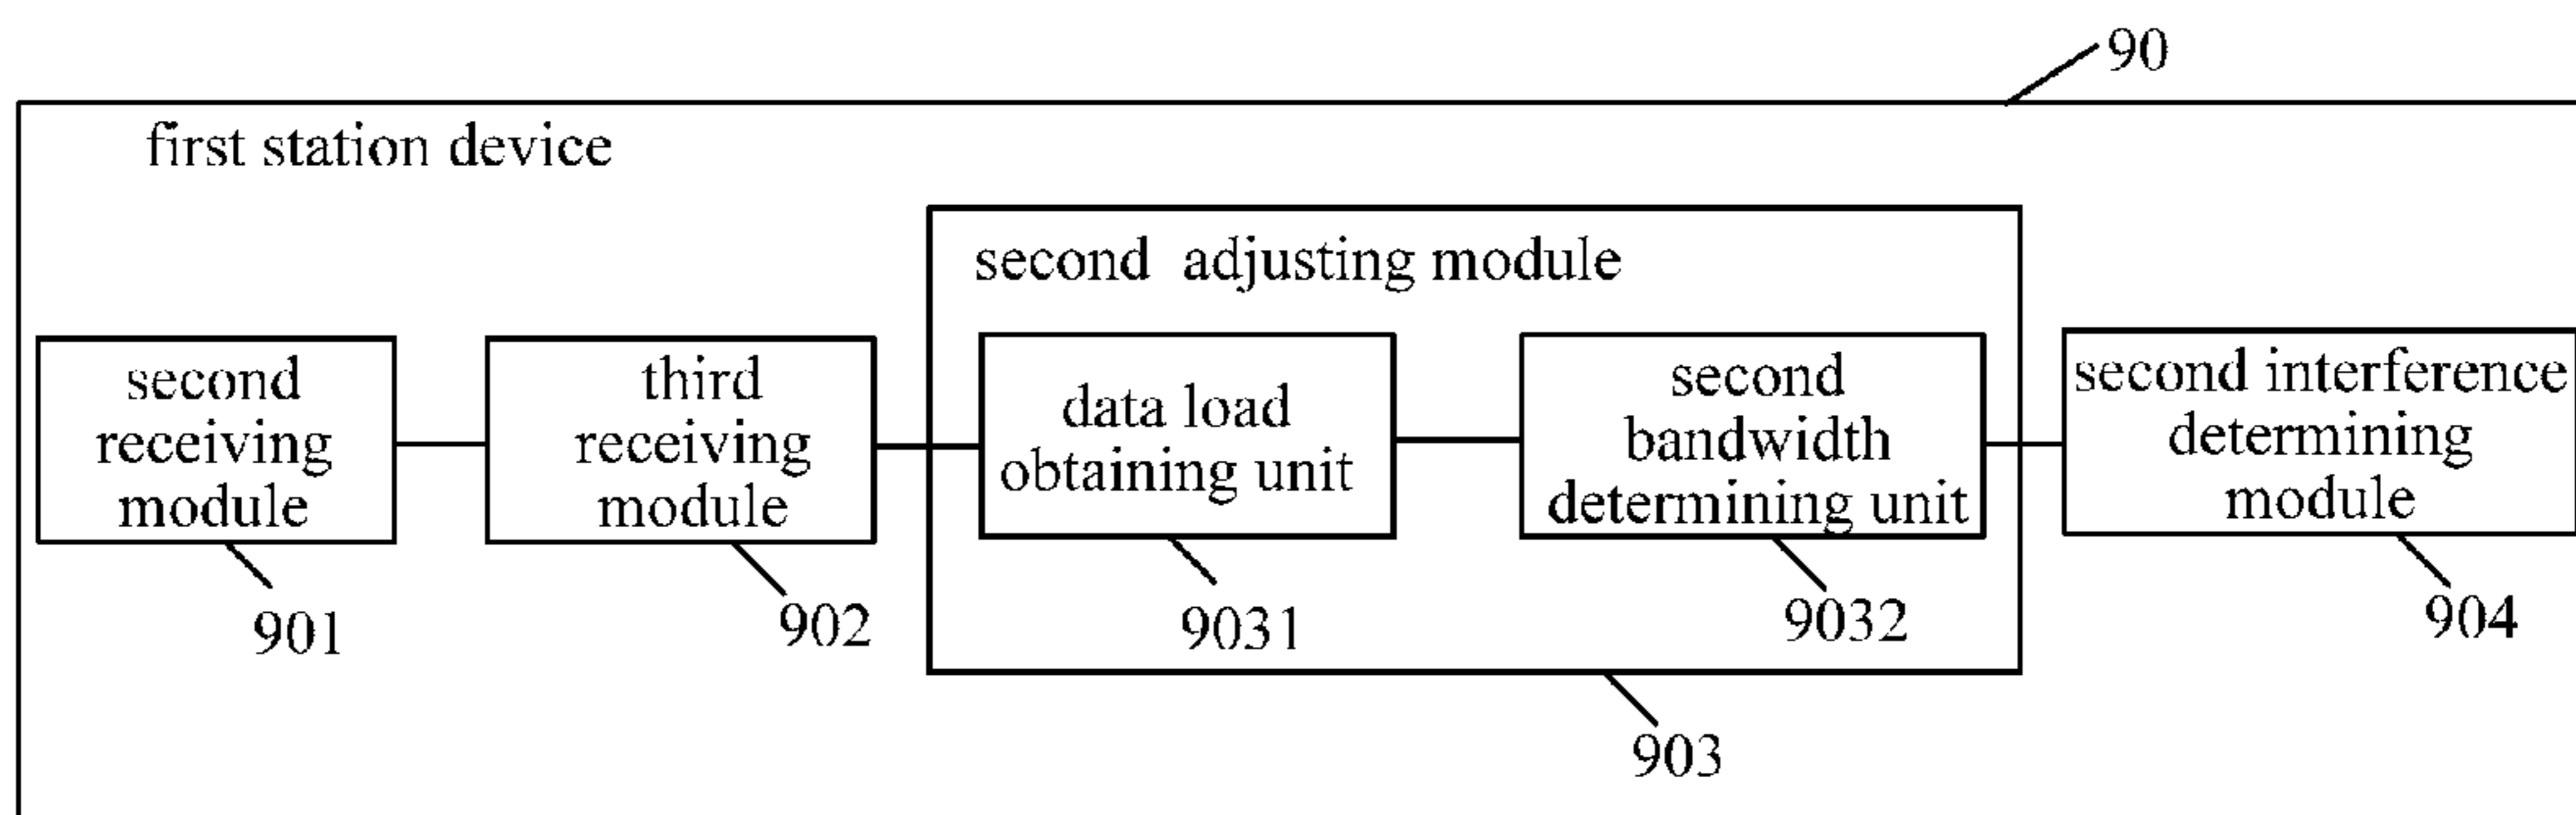 90
first station device
second adjusting module
second
receiving
module
third
receiving
module
data load
obtaining unit
second
bandwidth
determining unit
second interference
determining
module
901
902
9031
9032
904
903